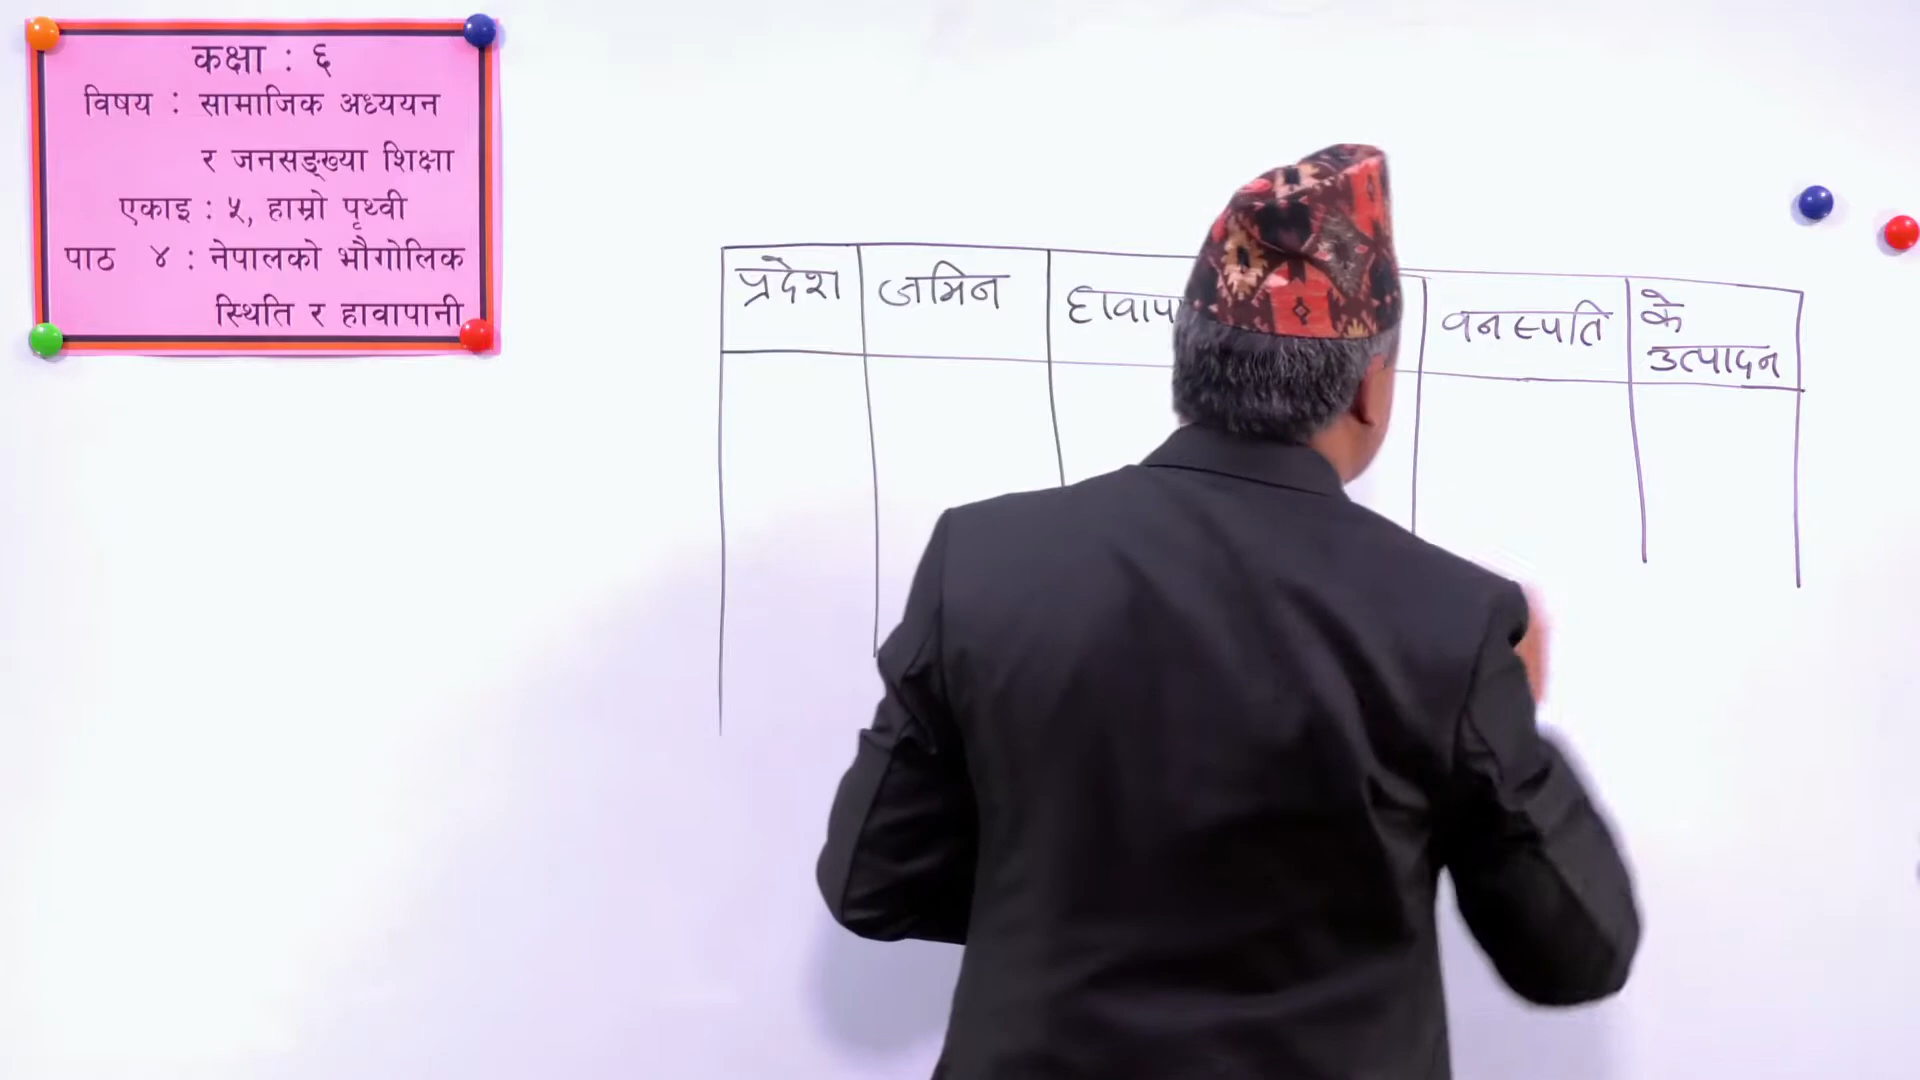 कक्षा : ६
विषय : सामाजिक अध्ययन
र जनसङ्ख्या शिक्षा
एकाइ : ५, हाम्रो पृथ्वी
पाठ ४ : नेपालको भौगोलिक
स्थिति र हावापानी
प्रदेश जमिन वनस्पति के
उत्पादन